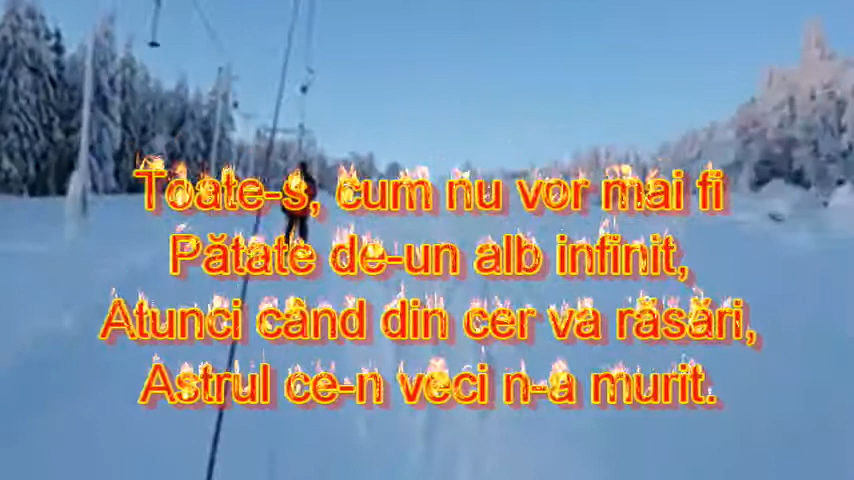 Toate-s, cum nu vor mai fi
Pătate de-un alb infinit,
Atunci când din cer va răsări,
Astrul ce-n veci n-a murit.